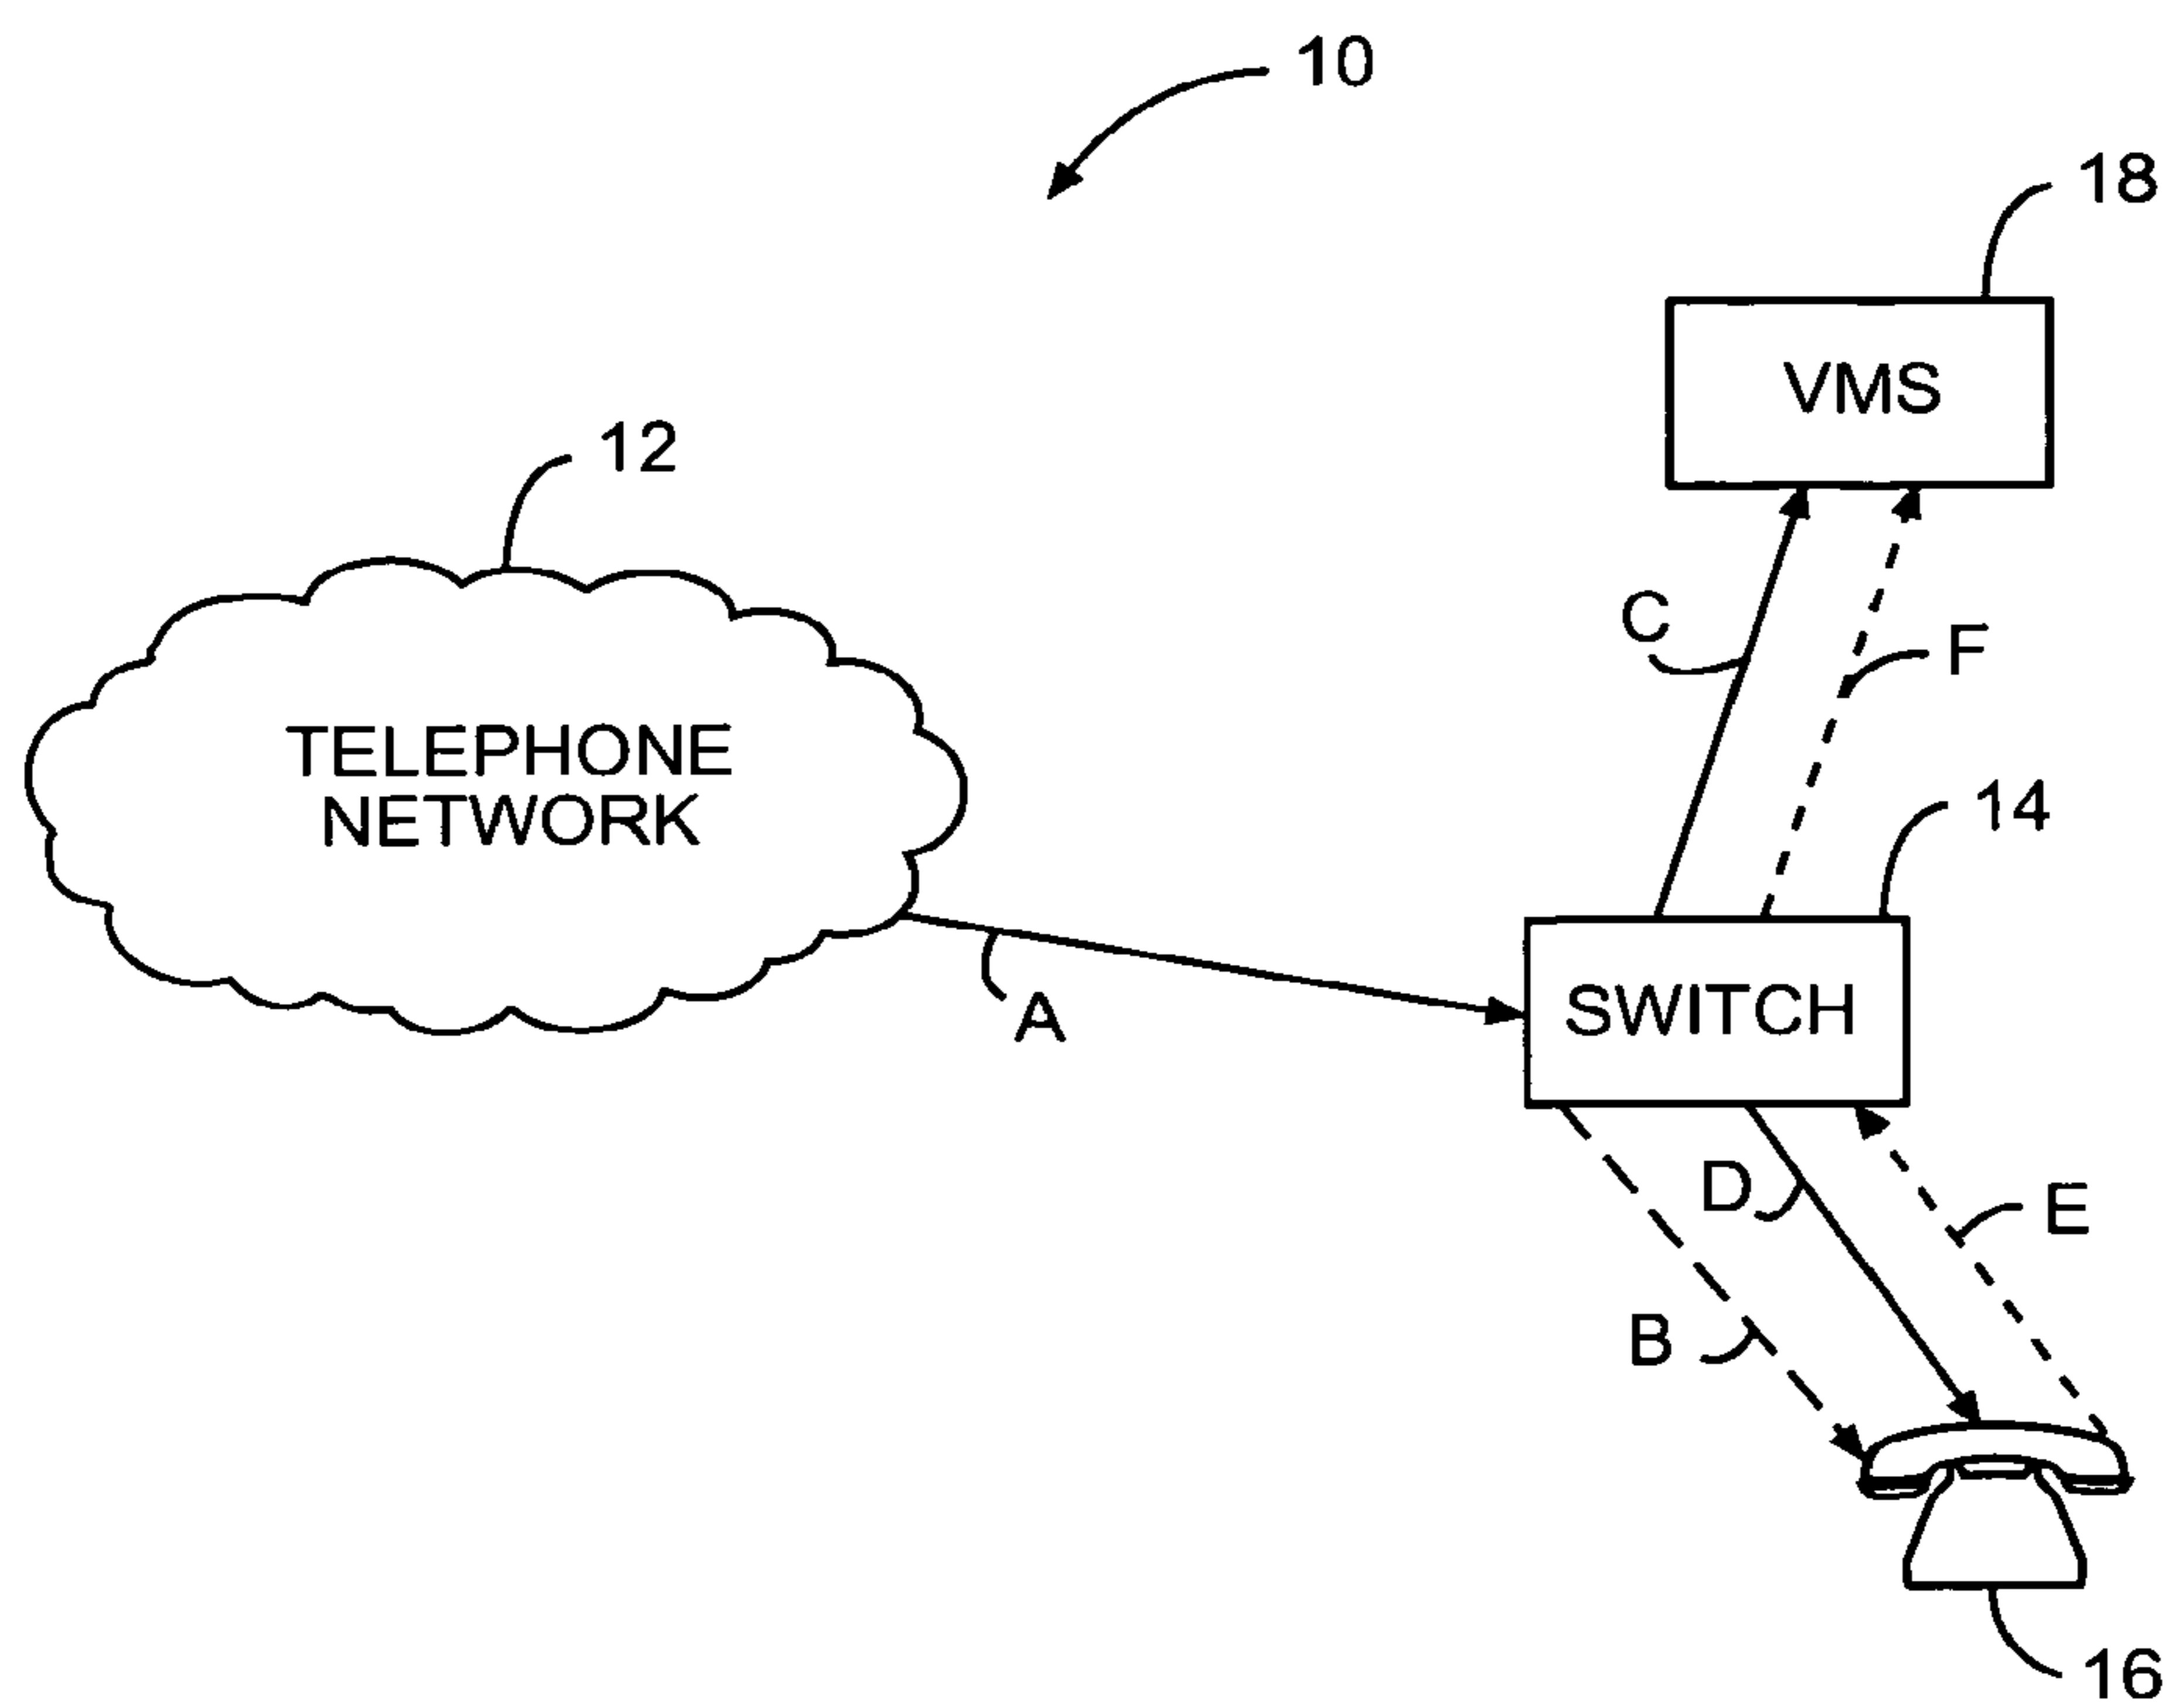 10
18
VMS
12
C
F
TELEPHONE
NETWORK
14
SWITCH
A
D
E
B
16